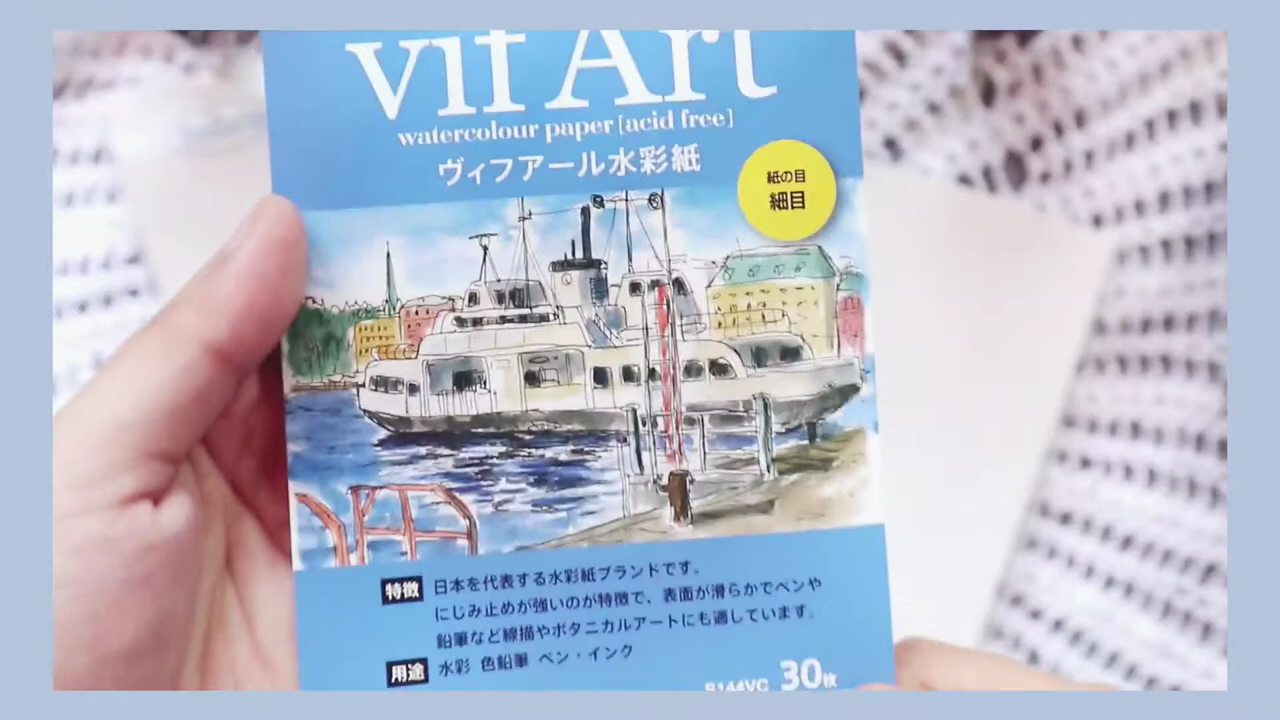 vif Art
watercolour paper [acid free]
ヴィフアール水彩紙
紙の目
細目
特徴 日本を代表する水彩紙ブランドです。
にじみ止めが強いのが特徴で、表面が滑らかでペンや
鉛筆など線描やボタニカルアートにも適しています。
用途 水彩 色鉛筆 ペン・インク
30枚